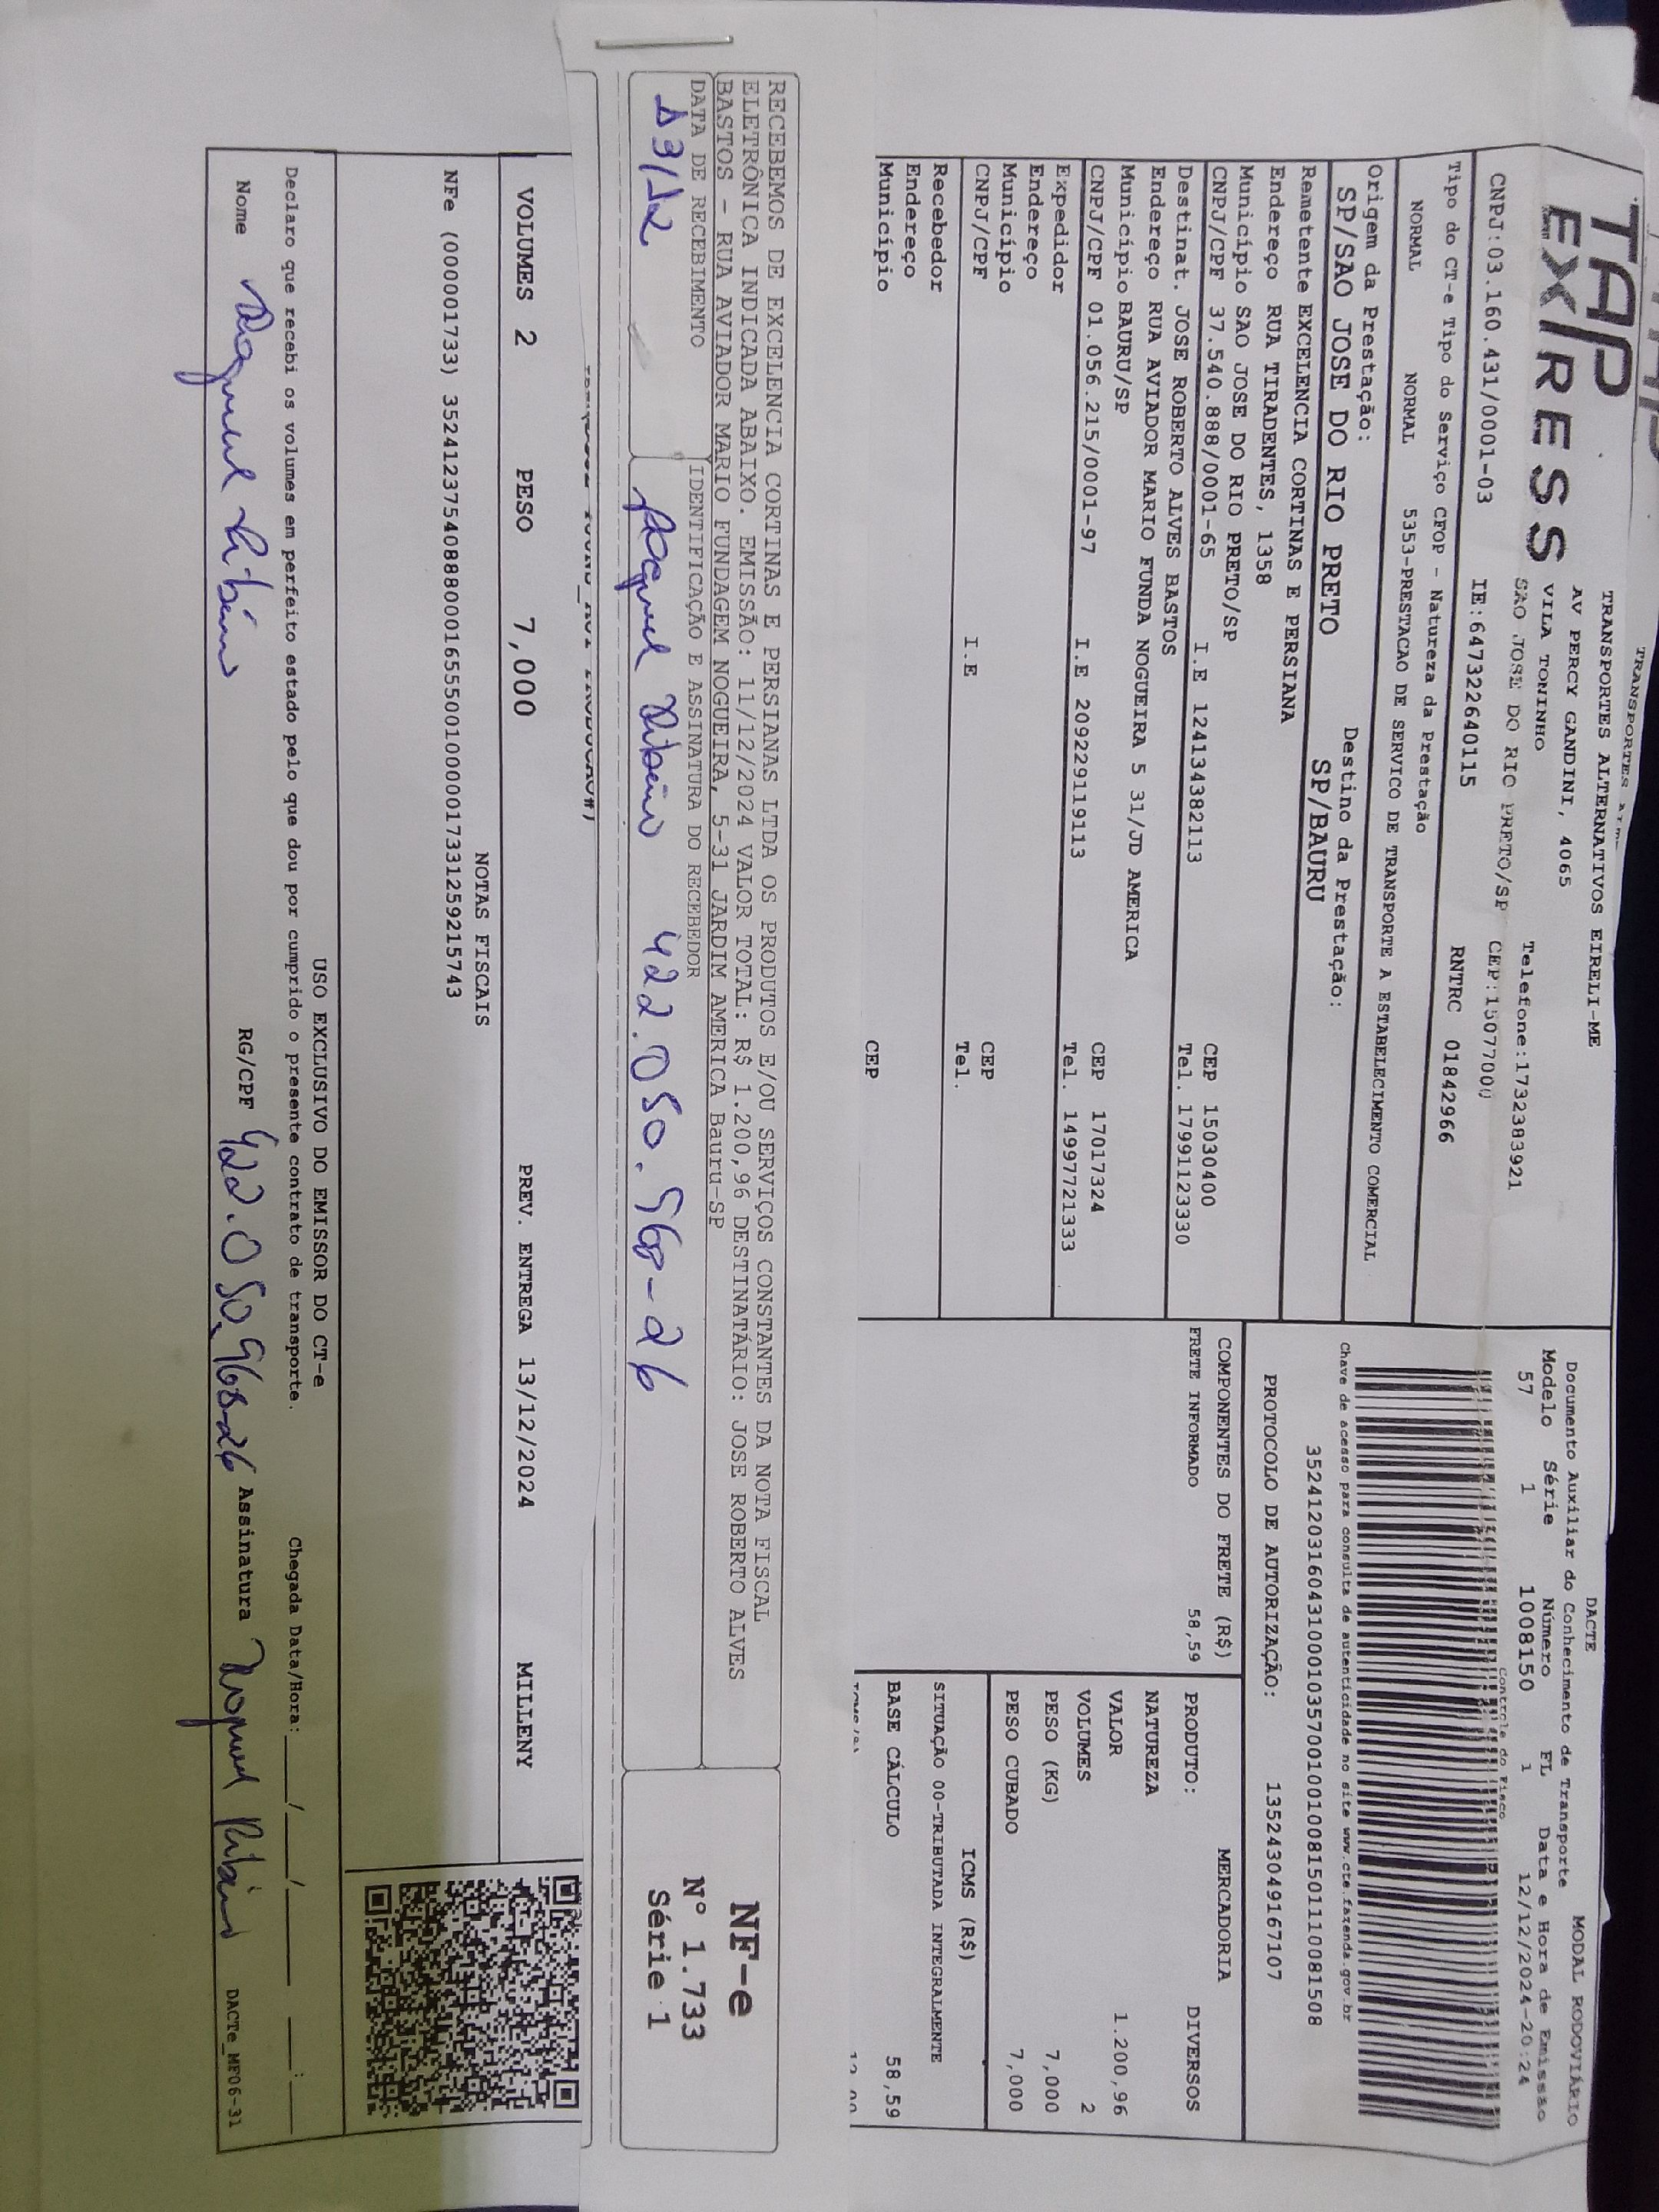 TAP
EXPRESS
TRANSPORTES ALTERNATIVOS EIRELI-ME
AV PERCY GANDINI, 4065
VILA TONINHO
SAO JOSE DO RIO PRETO/SP
Telefone:1732383921
CEP:15077000
CNPJ:03.160.431/0001-03 IE:647322640115 RNTRC 01842966
Tipo do CT-e Tipo do Serviço CFOP - Natureza da Prestação
NORMAL NORMAL 5353-PRESTACAO DE SERVICO DE TRANSPORTE A ESTABELECIMENTO COMERCIAL
Origem da Prestação: Destino da Prestação:
SP/SAO JOSE DO RIO PRETO SP/BAURU
Remetente EXCELENCIA CORTINAS E PERSIANA
Endereço RUA TIRADENTES, 1358
Município SAO JOSE DO RIO PRETO/SP CEP 15030400
CNPJ/CPF 37.540.888/0001-65 I.E 124134382113 Tel. 17991123330
Destinat. JOSE ROBERTO ALVES BASTOS
Endereço RUA AVIADOR MARIO FUNDA NOGUEIRA 5 31/JD AMERICA
Município BAURU/SP CEP 17017324
CNPJ/CPF 01.056.215/0001-97 I.E 209229119113 Tel. 14997721333
Expedidor
Endereço
Município CEP
CNPJ/CPF I.E Tel.
Recebedor
Endereço
Município CEP
DACTE MODAL RODOVIÁRIO
Documento Auxiliar do Conhecimento de Transporte
Modelo Série Número FL Data e Hora de Emissão
57 1 1008150 1 12/12/2024-20:24
Controle do Fisco
Chave de acesso para consulta de autenticidade no site www.cte.fazenda.gov.br
35241203160431000103570010010081501110081508
PROTOCOLO DE AUTORIZAÇÃO: 135243049167107
COMPONENTES DO FRETE (R$)
FRETE INFORMADO 58,59
MERCADORIA
PRODUTO: DIVERSOS
NATUREZA
VALOR 1.200,96
VOLUMES 2
PESO (KG) 7,000
PESO CUBADO 7,000
ICMS (R$)
SITUAÇÃO 00-TRIBUTADA INTEGRALMENTE
BASE CÁLCULO 58,59
RECEBEMOS DE EXCELENCIA CORTINAS E PERSIANAS LTDA OS PRODUTOS E/OU SERVIÇOS CONSTANTES DA NOTA FISCAL
ELETRÔNICA INDICADA ABAIXO. EMISSÃO: 11/12/2024 VALOR TOTAL: R$ 1.200,96 DESTINATÁRIO: JOSE ROBERTO ALVES
BASTOS - RUA AVIADOR MARIO FUNDAGEM NOGUEIRA, 5-31 JARDIM AMERICA Bauru-SP
DATA DE RECEBIMENTO IDENTIFICAÇÃO E ASSINATURA DO RECEBEDOR
13/12 Raquel Ribeiro 422.050.968-26
NF-e
N° 1.733
Série 1
VOLUMES 2 PESO 7,000 PREV. ENTREGA 13/12/2024 MILLENY
NOTAS FISCAIS
NFe (000001733) 35241237540888000165550010000017331259215743
USO EXCLUSIVO DO EMISSOR DO CT-e
Declaro que recebi os volumes em perfeito estado pelo que dou por cumprido o presente contrato de transporte. Chegada Data/Hora: ___/___/_____ ___:___
Nome Raquel Ribeiro RG/CPF 422.050.968-26 Assinatura Raquel Ribeiro DACTe_MF06-31